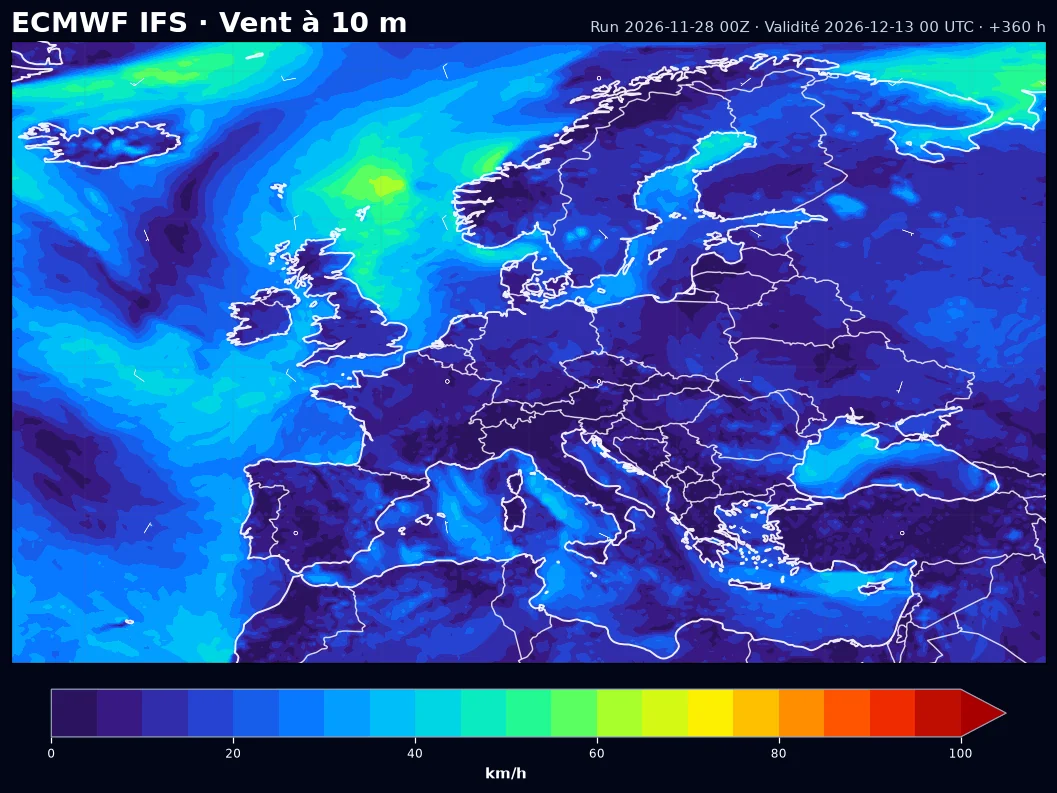 ECMWF IFS · Vent à 10 m
Run 2026-11-28 00Z · Validité 2026-12-13 00 UTC · +360 h
0 20 40 60 80 100
km/h